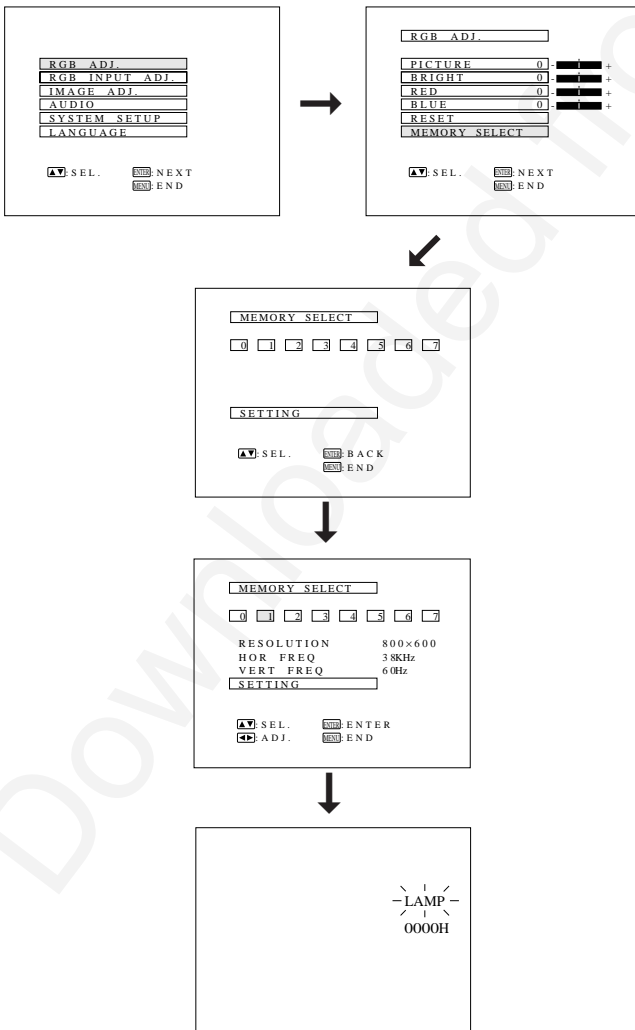 RGB ADJ.
RGB INPUT ADJ.
IMAGE ADJ.
AUDIO
SYSTEM SETUP
LANGUAGE
▲▼:SEL. ENTER:NEXT
MENU:END
RGB ADJ.
PICTURE 0 - +
BRIGHT 0 - +
RED 0 - +
BLUE 0 - +
RESET
MEMORY SELECT
▲▼:SEL. ENTER:NEXT
MENU:END
MEMORY SELECT
0 1 2 3 4 5 6 7
SETTING
▲▼:SEL. ENTER:BACK
MENU:END
MEMORY SELECT
0 1 2 3 4 5 6 7
RESOLUTION 800×600
HOR FREQ 38KHz
VERT FREQ 60Hz
SETTING
▲▼:SEL. ENTER:ENTER
◀▶:ADJ. MENU:END
LAMP
0000H
Downloaded from